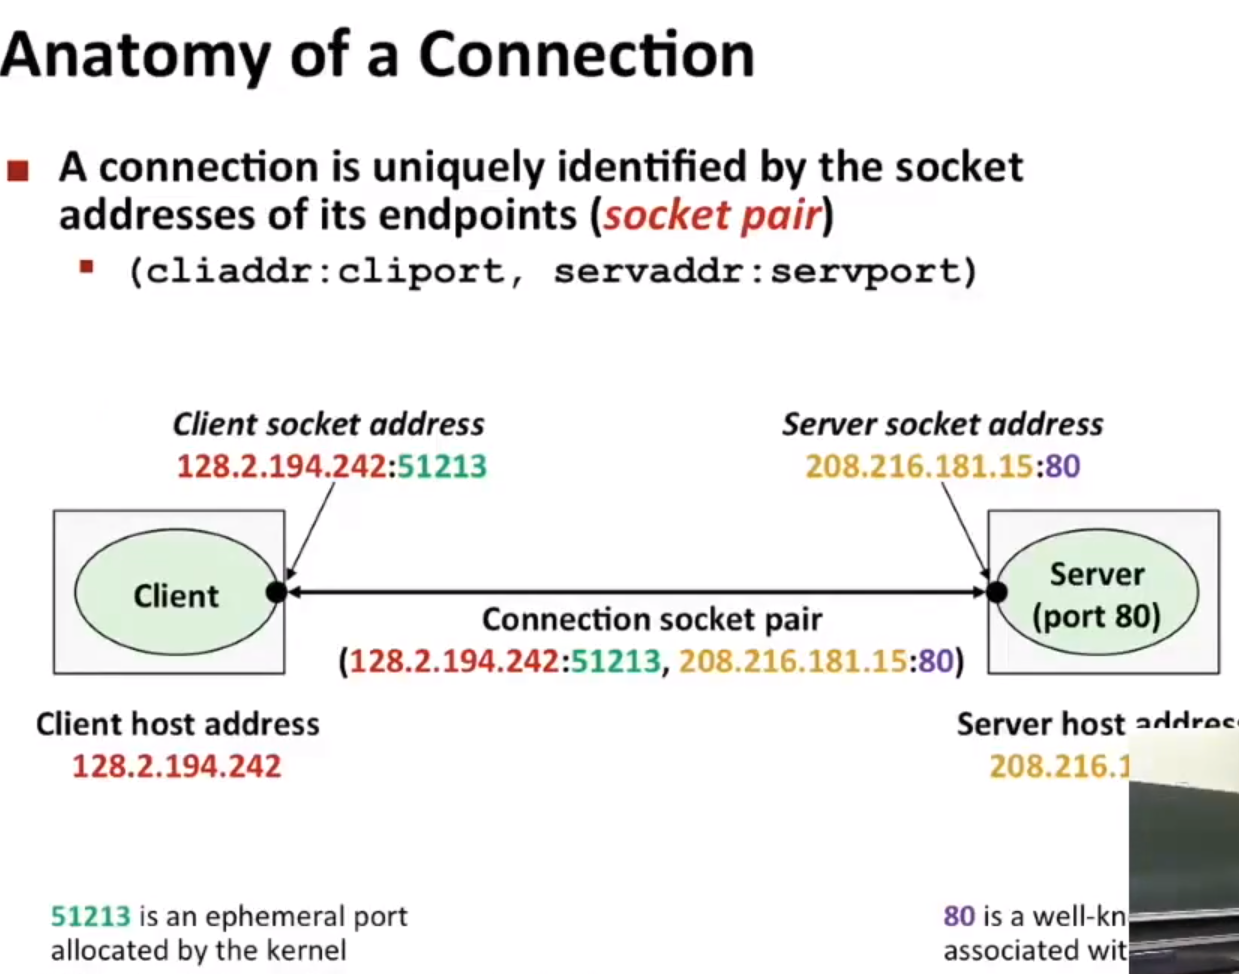 Anatomy of a Connection
■ A connection is uniquely identified by the socket
addresses of its endpoints (socket pair)
▪ (cliaddr:cliport, servaddr:servport)
Client socket address
128.2.194.242:51213
Server socket address
208.216.181.15:80
Client
Server
(port 80)
Connection socket pair
(128.2.194.242:51213, 208.216.181.15:80)
Client host address
128.2.194.242
Server host address
208.216.1
51213 is an ephemeral port
allocated by the kernel
80 is a well-kn
associated wit